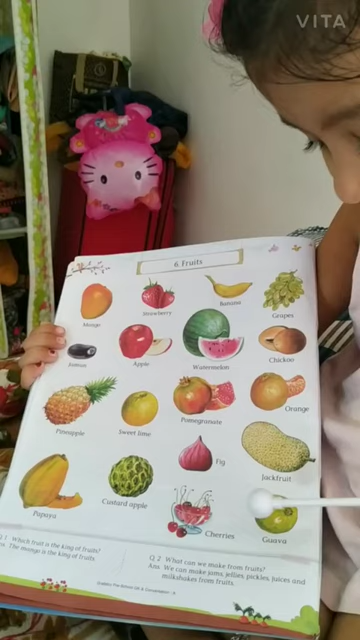 VITA
6. Fruits
Mango
Strawberry
Banana
Grapes
Jamun
Apple
Watermelon
Chickoo
Pineapple
Sweet lime
Pomegranate
Orange
Papaya
Custard apple
Fig
Jackfruit
Cherries
Guava
Q 1 Which fruit is the king of fruits?
Ans. The mango is the king of fruits.
Q 2 What can we make from fruits?
Ans. We can make jams, jellies, pickles, juices and
milkshakes from fruits.